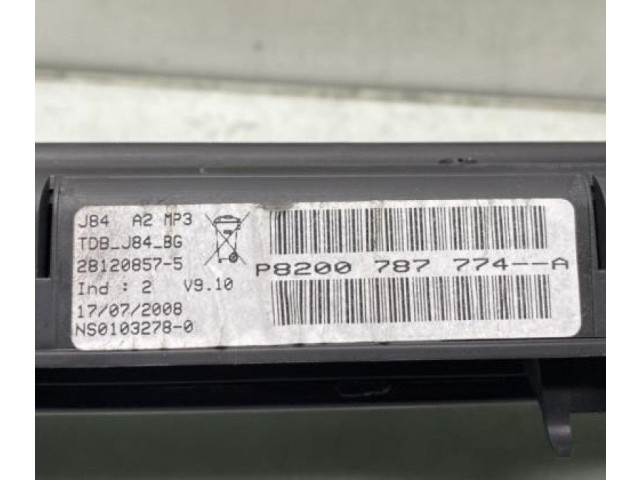 J84 A2 MP3
TDB_J84_BG
28120857-5
Ind : 2 V9.10
17/07/2008
NS0103278-0
P8200 787 774--A